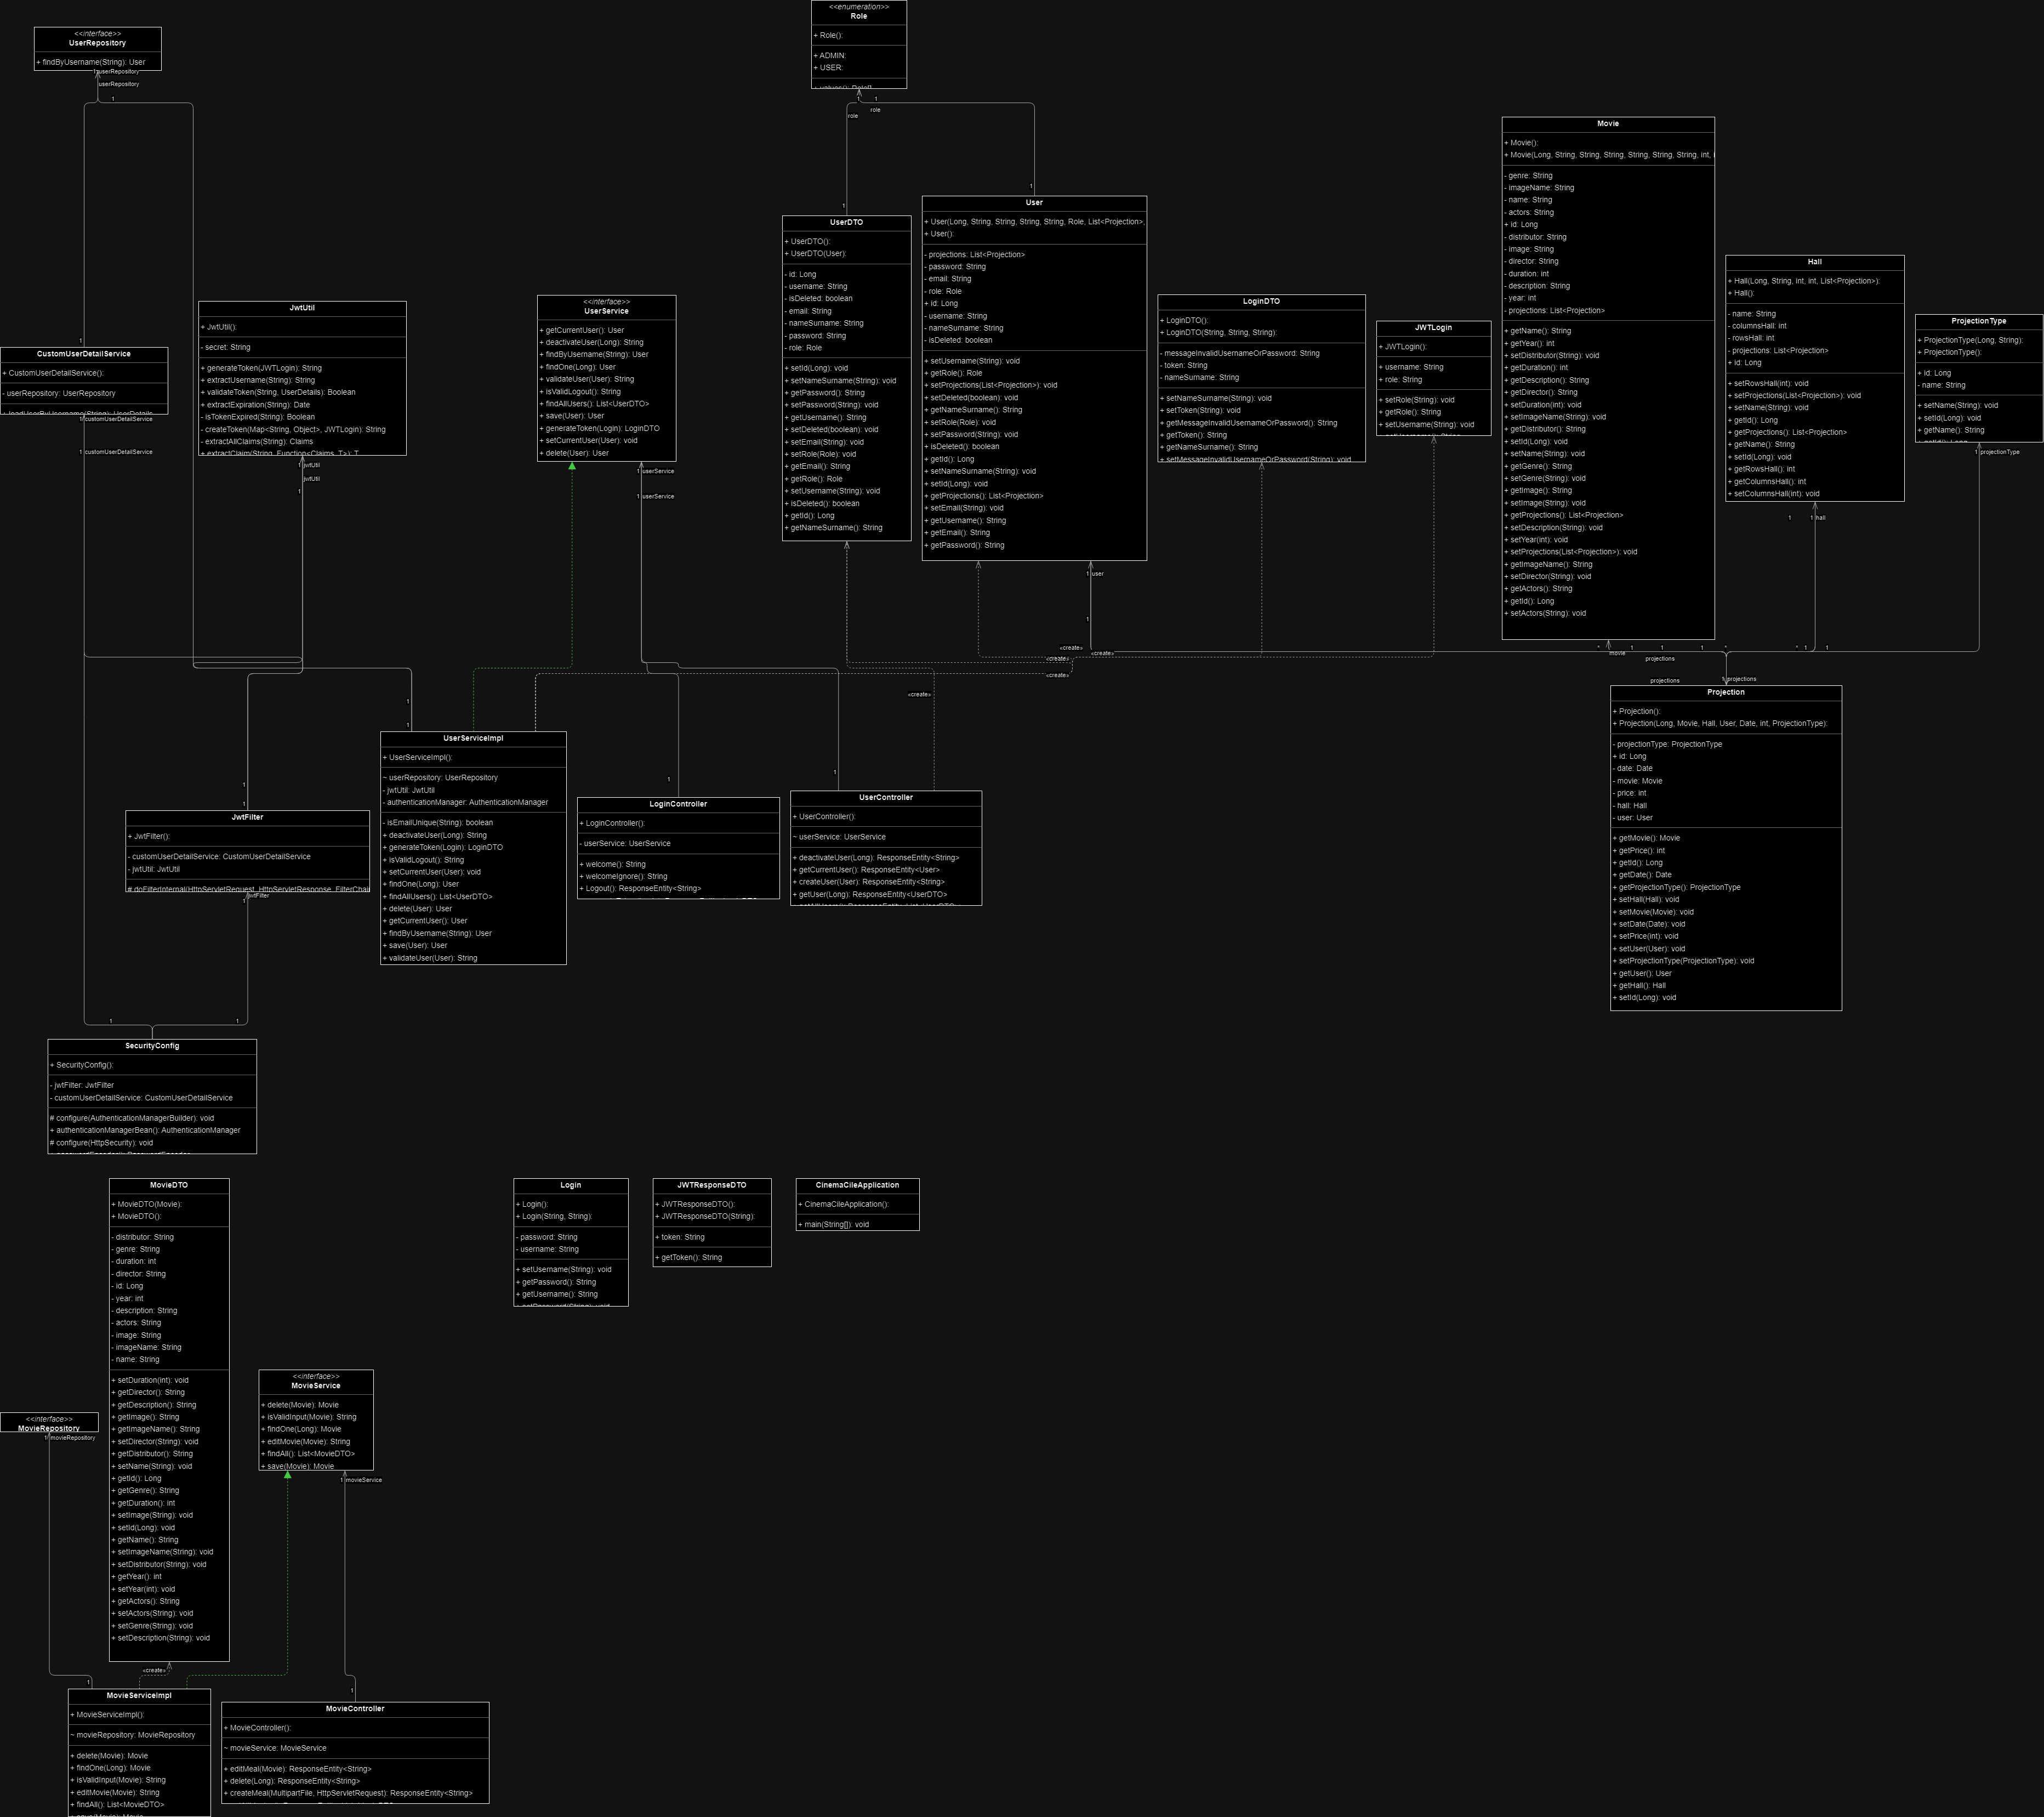 <<enumeration>>
Role
+ Role():
+ ADMIN:
+ USER:
<<interface>>
UserRepository
+ findByUsername(String): User
1
userRepository
userRepository
1
1
1
role
role
1
1
Movie
+ Movie():
+ Movie(Long, String, String, String, String, String, String, int,
- genre: String
- imageName: String
- name: String
- actors: String
+ id: Long
- distributor: String
- image: String
- director: String
- duration: int
- description: String
- year: int
- projections: List<Projection>
+ getName(): String
+ getYear(): int
+ setDistributor(String): void
+ getDuration(): int
+ getDescription(): String
+ getDirector(): String
+ setDuration(int): void
+ setImageName(String): void
+ getDistributor(): String
+ setId(Long): void
+ setName(String): void
+ getGenre(): String
+ setGenre(String): void
+ getImage(): String
+ setImage(String): void
+ getProjections(): List<Projection>
+ setDescription(String): void
+ setYear(int): void
+ setProjections(List<Projection>): void
+ getImageName(): String
+ setDirector(String): void
+ getActors(): String
+ getId(): Long
+ setActors(String): void
User
+ User(Long, String, String, String, String, Role, List<Projection>,
+ User():
- projections: List<Projection>
- password: String
- email: String
- role: Role
+ id: Long
- username: String
- nameSurname: String
- isDeleted: boolean
+ setUsername(String): void
+ getRole(): Role
+ setProjections(List<Projection>): void
+ setDeleted(boolean): void
+ getNameSurname(): String
+ setRole(Role): void
+ setPassword(String): void
+ isDeleted(): boolean
+ getId(): Long
+ setNameSurname(String): void
+ setId(Long): void
+ getProjections(): List<Projection>
+ setEmail(String): void
+ getUsername(): String
+ getEmail(): String
+ getPassword(): String
UserDTO
+ UserDTO():
+ UserDTO(User):
- id: Long
- username: String
- isDeleted: boolean
- email: String
- nameSurname: String
- password: String
- role: Role
+ setId(Long): void
+ setNameSurname(String): void
+ getPassword(): String
+ setPassword(String): void
+ getUsername(): String
+ setDeleted(boolean): void
+ setEmail(String): void
+ setRole(Role): void
+ getEmail(): String
+ getRole(): Role
+ setUsername(String): void
+ isDeleted(): boolean
+ getId(): Long
+ getNameSurname(): String
Hall
+ Hall(Long, String, int, int, List<Projection>):
+ Hall():
- name: String
- columnsHall: int
- rowsHall: int
- projections: List<Projection>
+ id: Long
+ setRowsHall(int): void
+ setProjections(List<Projection>): void
+ setName(String): void
+ getId(): Long
+ getProjections(): List<Projection>
+ getName(): String
+ setId(Long): void
+ getRowsHall(): int
+ getColumnsHall(): int
+ setColumnsHall(int): void
ProjectionType
+ ProjectionType(Long, String):
+ ProjectionType():
+ id: Long
- name: String
+ setName(String): void
+ setId(Long): void
+ getName(): String
1 projectionType
LoginDTO
+ LoginDTO():
+ LoginDTO(String, String, String):
- messageInvalidUsernameOrPassword: String
- token: String
- nameSurname: String
+ setNameSurname(String): void
+ setToken(String): void
+ getMessageInvalidUsernameOrPassword(): String
+ getToken(): String
+ getNameSurname(): String
+ setMessageInvalidUsernameOrPassword(String): void
JWTLogin
+ JWTLogin():
+ username: String
+ role: String
+ setRole(String): void
+ getRole(): String
+ setUsername(String): void
JwtUtil
+ JwtUtil():
- secret: String
+ generateToken(JWTLogin): String
+ extractUsername(String): String
+ validateToken(String, UserDetails): Boolean
+ extractExpiration(String): Date
- isTokenExpired(String): Boolean
- createToken(Map<String, Object>, JWTLogin): String
- extractAllClaims(String): Claims
+ extractClaim(String, Function<Claims, T>): T
1 jwtUtil
jwtUtil
1
<<interface>>
UserService
+ getCurrentUser(): User
+ deactivateUser(Long): String
+ findByUsername(String): User
+ findOne(Long): User
+ validateUser(User): String
+ isValidLogout(): String
+ findAllUsers(): List<UserDTO>
+ save(User): User
+ generateToken(Login): LoginDTO
+ setCurrentUser(User): void
+ delete(User): User
1 userService
1 userService
1
CustomUserDetailService
+ CustomUserDetailService():
- userRepository: UserRepository
+ loadUserByUsername(String): UserDetails
1 customUserDetailService
1 customUserDetailService
1
1 hall
1 user
1
«create»
«create»
«create»
«create»
«create»
*
movie
1
1
projections
1
*
* 1
1
projections
1 projections
Projection
+ Projection():
+ Projection(Long, Movie, Hall, User, Date, int, ProjectionType):
- projectionType: ProjectionType
+ id: Long
- date: Date
- movie: Movie
- price: int
- hall: Hall
- user: User
+ getMovie(): Movie
+ getPrice(): int
+ getId(): Long
+ getDate(): Date
+ getProjectionType(): ProjectionType
+ setHall(Hall): void
+ setMovie(Movie): void
+ setDate(Date): void
+ setPrice(int): void
+ setUser(User): void
+ setProjectionType(ProjectionType): void
+ getUser(): User
+ getHall(): Hall
+ setId(Long): void
1
1
UserServiceImpl
+ UserServiceImpl():
~ userRepository: UserRepository
- jwtUtil: JwtUtil
- authenticationManager: AuthenticationManager
- isEmailUnique(String): boolean
+ deactivateUser(Long): String
+ generateToken(Login): LoginDTO
+ isValidLogout(): String
+ setCurrentUser(User): void
+ findOne(Long): User
+ findAllUsers(): List<UserDTO>
+ delete(User): User
+ getCurrentUser(): User
+ findByUsername(String): User
+ save(User): User
+ validateUser(User): String
1
LoginController
+ LoginController():
- userService: UserService
+ welcome(): String
+ welcomeIgnore(): String
+ Logout(): ResponseEntity<String>
1
UserController
+ UserController():
~ userService: UserService
+ deactivateUser(Long): ResponseEntity<String>
+ getCurrentUser(): ResponseEntity<User>
+ createUser(User): ResponseEntity<String>
+ getUser(Long): ResponseEntity<UserDTO>
1
1
JwtFilter
+ JwtFilter():
- customUserDetailService: CustomUserDetailService
- jwtUtil: JwtUtil
# doFilterInternal(HttpServletRequest, HttpServletResponse, FilterChai
jwtFilter
1
1
1
SecurityConfig
+ SecurityConfig():
- jwtFilter: JwtFilter
- customUserDetailService: CustomUserDetailService
# configure(AuthenticationManagerBuilder): void
+ authenticationManagerBean(): AuthenticationManager
# configure(HttpSecurity): void
MovieDTO
+ MovieDTO(Movie):
+ MovieDTO():
- distributor: String
- genre: String
- duration: int
- director: String
- id: Long
- year: int
- description: String
- actors: String
- image: String
- imageName: String
- name: String
+ setDuration(int): void
+ getDirector(): String
+ getDescription(): String
+ getImage(): String
+ getImageName(): String
+ setDirector(String): void
+ getDistributor(): String
+ setName(String): void
+ getId(): Long
+ getGenre(): String
+ getDuration(): int
+ setImage(String): void
+ setId(Long): void
+ getName(): String
+ setImageName(String): void
+ setDistributor(String): void
+ getYear(): int
+ setYear(int): void
+ getActors(): String
+ setActors(String): void
+ setGenre(String): void
+ setDescription(String): void
Login
+ Login():
+ Login(String, String):
- password: String
- username: String
+ setUsername(String): void
+ getPassword(): String
+ getUsername(): String
JWTResponseDTO
+ JWTResponseDTO():
+ JWTResponseDTO(String):
+ token: String
+ getToken(): String
CinemaCileApplication
+ CinemaCileApplication():
+ main(String[]): void
<<interface>>
MovieService
+ delete(Movie): Movie
+ isValidInput(Movie): String
+ findOne(Long): Movie
+ editMovie(Movie): String
+ findAll(): List<MovieDTO>
+ save(Movie): Movie
1 movieService
<<interface>>
MovieRepository
1 movieRepository
«create»
1
1
MovieServiceImpl
+ MovieServiceImpl():
~ movieRepository: MovieRepository
+ delete(Movie): Movie
+ findOne(Long): Movie
+ isValidInput(Movie): String
+ editMovie(Movie): String
+ findAll(): List<MovieDTO>
MovieController
+ MovieController():
~ movieService: MovieService
+ editMeal(Movie): ResponseEntity<String>
+ delete(Long): ResponseEntity<String>
+ createMeal(MultipartFile, HttpServletRequest): ResponseEntity<String>